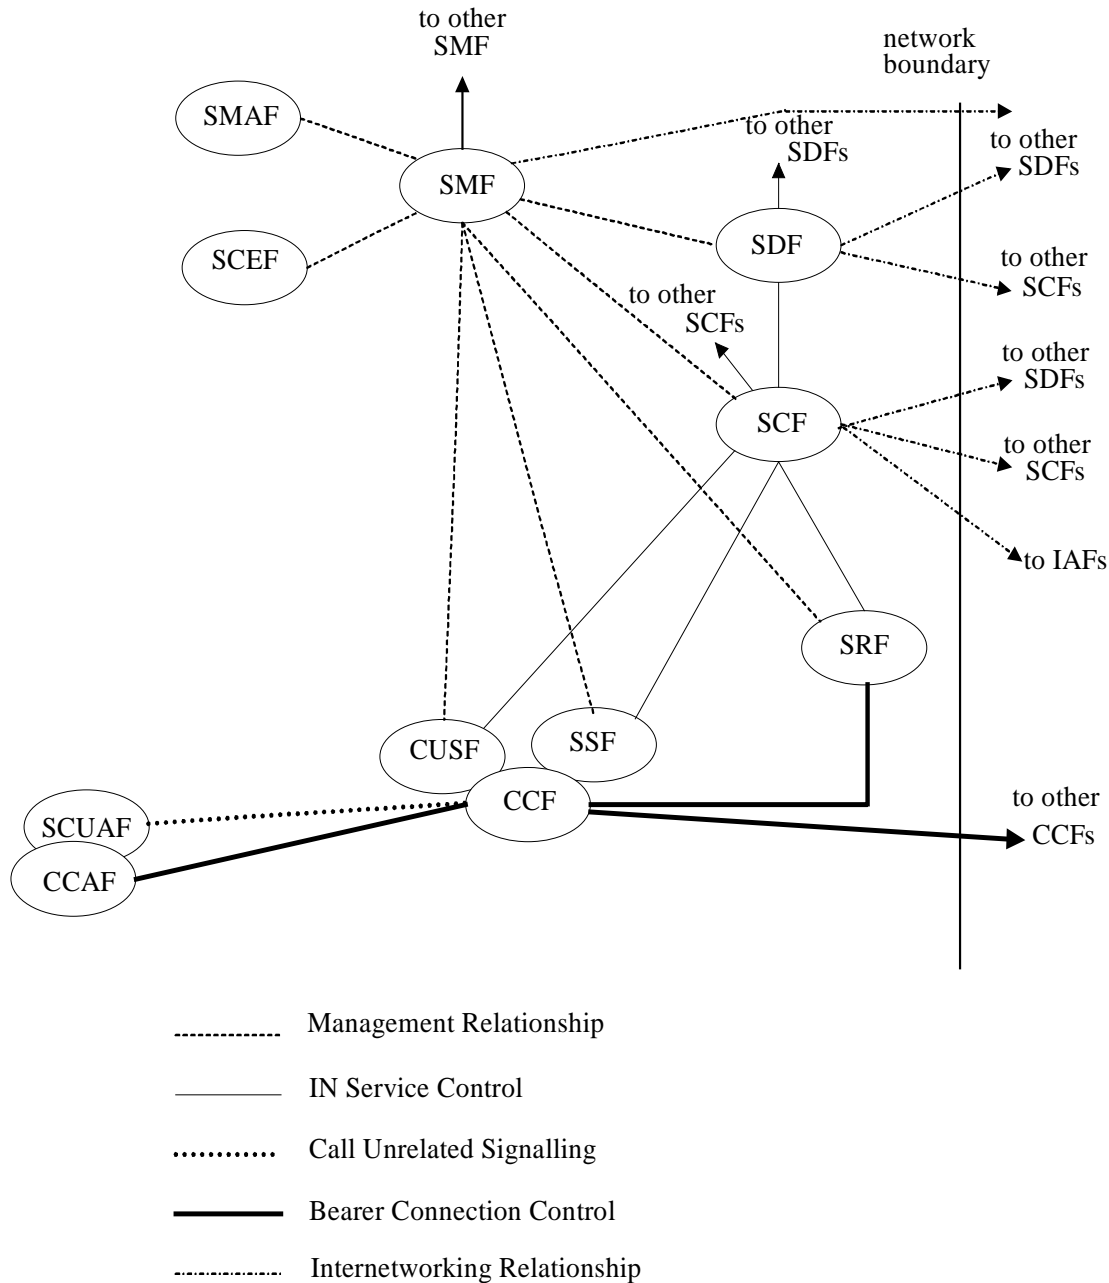 to other
SMF
network
boundary
SMAF
to other
SDFs
to other
SDFs
SMF
SDF
SCEF
to other
SCFs
to other
SCFs
to other
SDFs
SCF
to other
SCFs
to IAFs
SRF
CUSF
SSF
CCF
to other
CCFs
SCUAF
CCAF
Management Relationship
IN Service Control
Call Unrelated Signalling
Bearer Connection Control
Internetworking Relationship